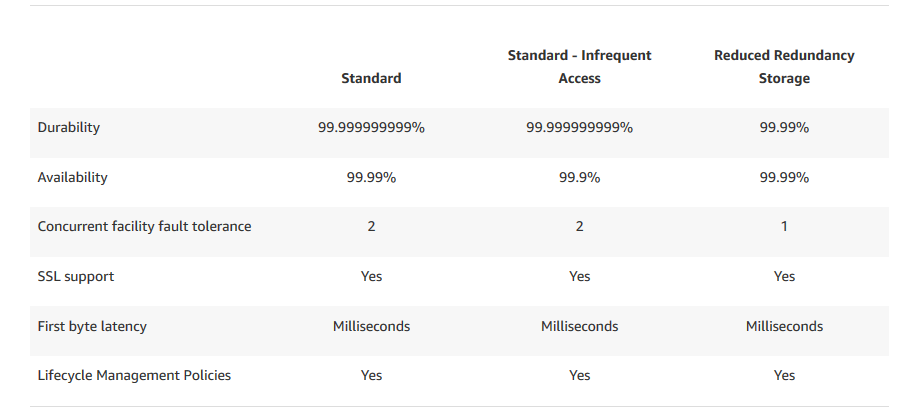 Standard
Standard - Infrequent Access
Reduced Redundancy Storage
Durability 99.999999999% 99.999999999% 99.99%
Availability 99.99% 99.9% 99.99%
Concurrent facility fault tolerance 2 2 1
SSL support Yes Yes Yes
First byte latency Milliseconds Milliseconds Milliseconds
Lifecycle Management Policies Yes Yes Yes